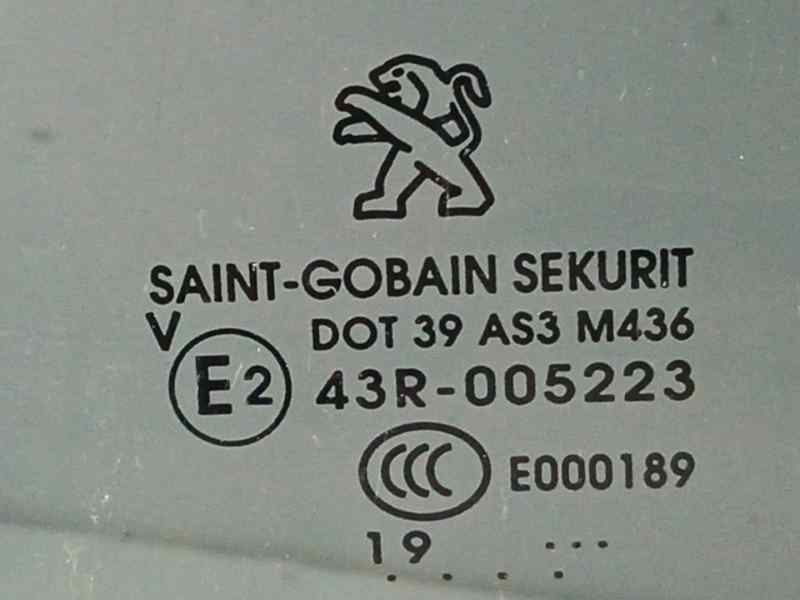 SAINT-GOBAIN SEKURIT
V DOT 39 AS3 M436
E2 43R-005223
CCC E000189
19